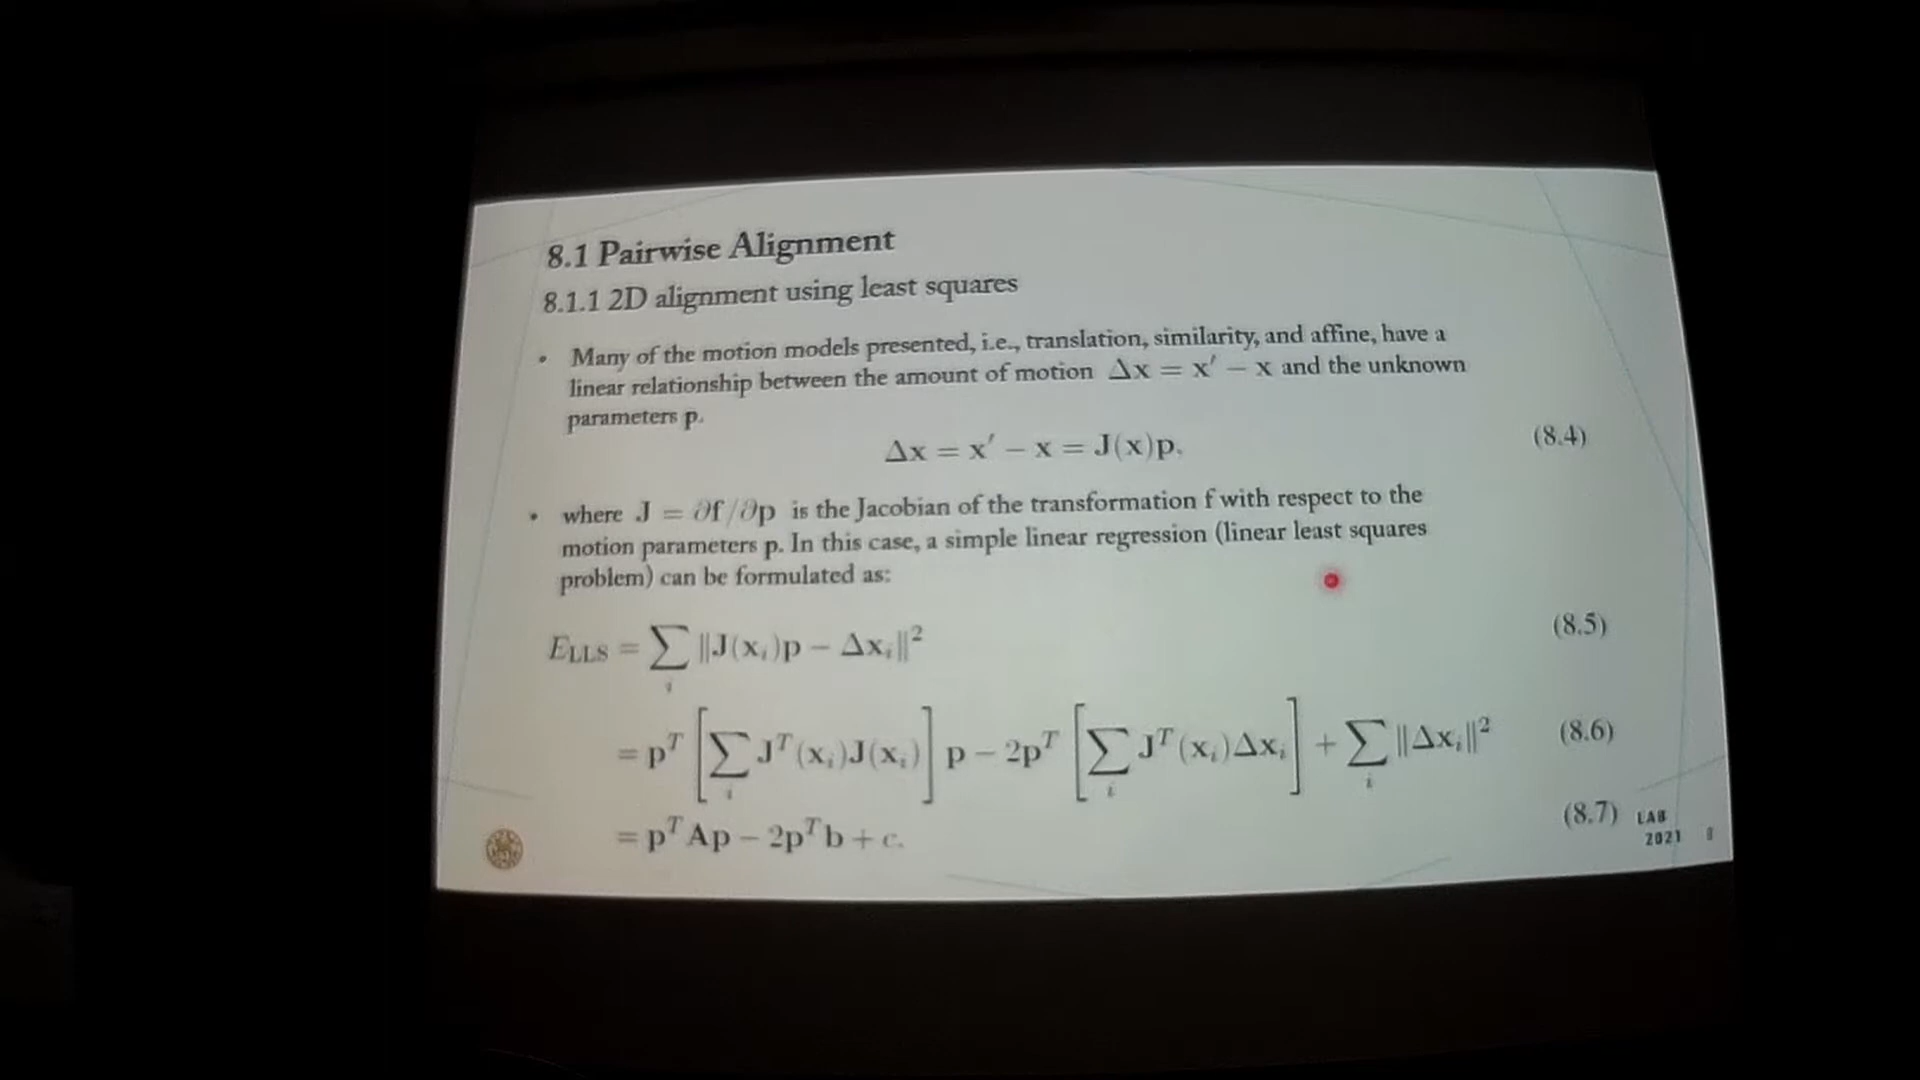 8.1 Pairwise Alignment
8.1.1 2D alignment using least squares
• Many of the motion models presented, i.e., translation, similarity, and affine, have a
linear relationship between the amount of motion Δx = x′ − x and the unknown
parameters p.
Δx = x′ − x = J(x)p. (8.4)
• where J = ∂f/∂p is the Jacobian of the transformation f with respect to the
motion parameters p. In this case, a simple linear regression (linear least squares
problem) can be formulated as:
E_LLS = ∑_i ‖J(x_i)p − Δx_i‖² (8.5)
= p^T [∑_i J^T(x_i)J(x_i)] p − 2p^T [∑_i J^T(x_i)Δx_i] + ∑_i ‖Δx_i‖² (8.6)
= p^T Ap − 2p^T b + c. (8.7)
LAB
2021